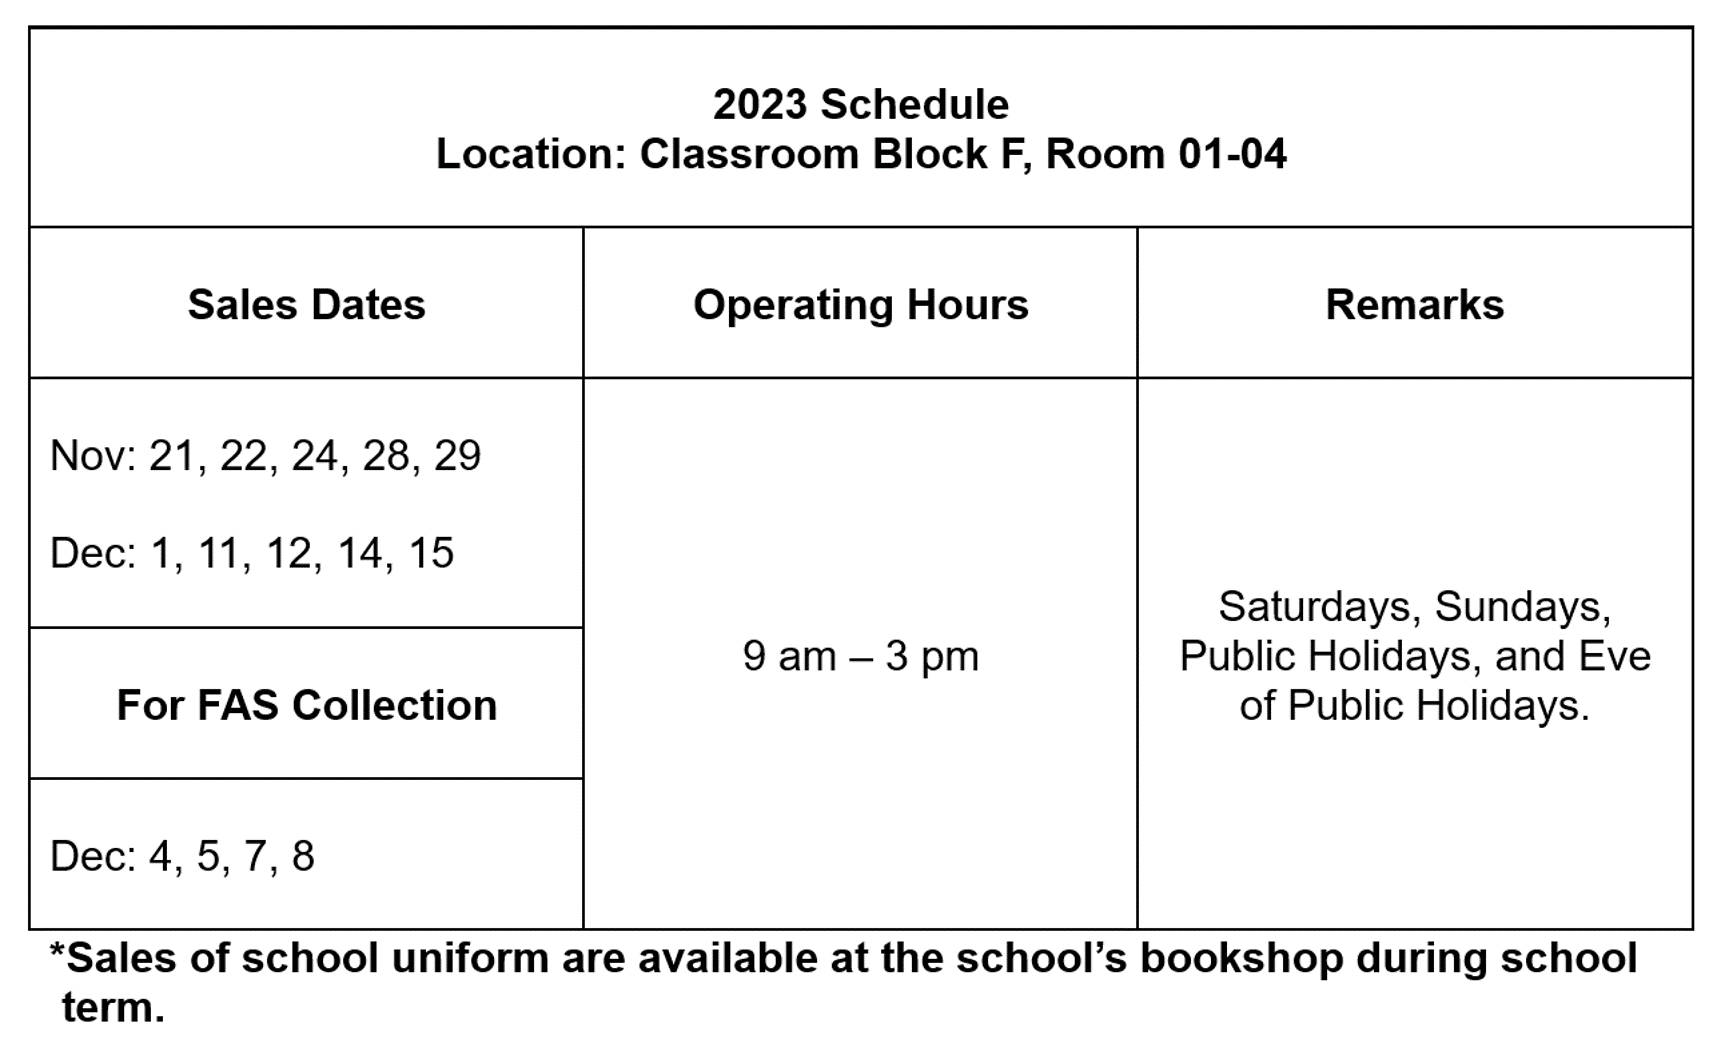 2023 Schedule
Location: Classroom Block F, Room 01-04
Sales Dates
Operating Hours
Remarks
Nov: 21, 22, 24, 28, 29
Dec: 1, 11, 12, 14, 15
For FAS Collection
Dec: 4, 5, 7, 8
9 am – 3 pm
Saturdays, Sundays,
Public Holidays, and Eve
of Public Holidays.
*Sales of school uniform are available at the school’s bookshop during school
term.